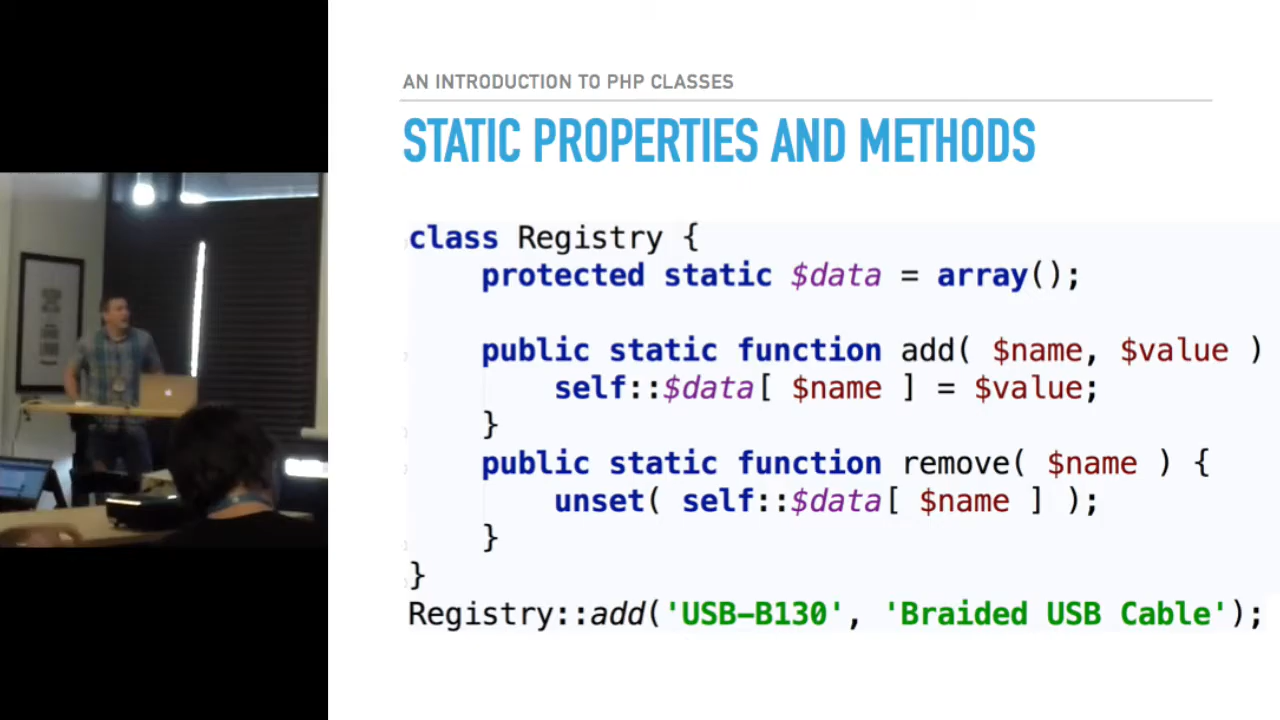 AN INTRODUCTION TO PHP CLASSES
STATIC PROPERTIES AND METHODS
class Registry {
    protected static $data = array();
    public static function add( $name, $value )
        self::$data[ $name ] = $value;
    }
    public static function remove( $name ) {
        unset( self::$data[ $name ] );
    }
}
Registry::add('USB-B130', 'Braided USB Cable');